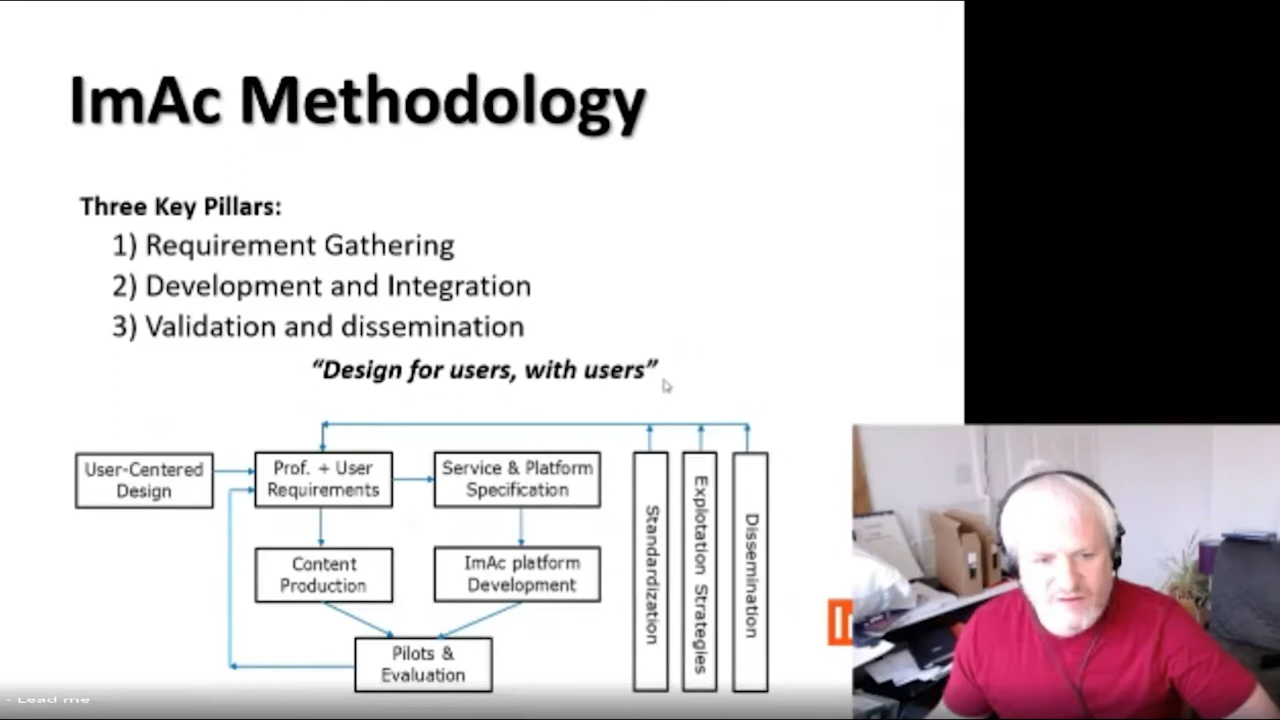 ImAc Methodology
Three Key Pillars:
1) Requirement Gathering
2) Development and Integration
3) Validation and dissemination
“Design for users, with users”
User-Centered
Design
Prof. + User
Requirements
Service & Platform
Specification
Content
Production
ImAc platform
Development
Pilots &
Evaluation
Standardization
Explotation Strategies
Dissemination
- Lead me